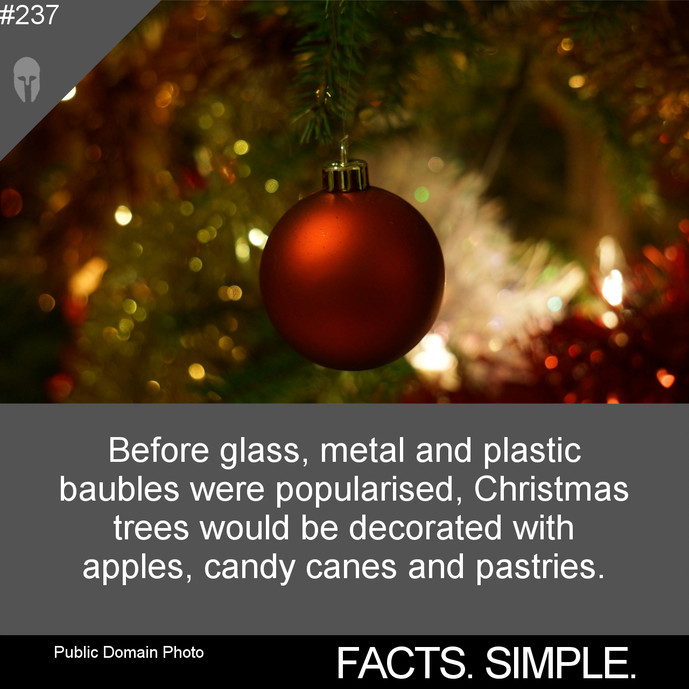 #237
Before glass, metal and plastic
baubles were popularised, Christmas
trees would be decorated with
apples, candy canes and pastries.
Public Domain Photo
FACTS. SIMPLE.